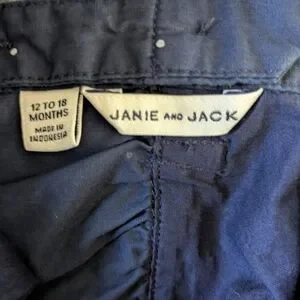 12 TO 18
MONTHS
MADE IN
INDONESIA
JANIE AND JACK